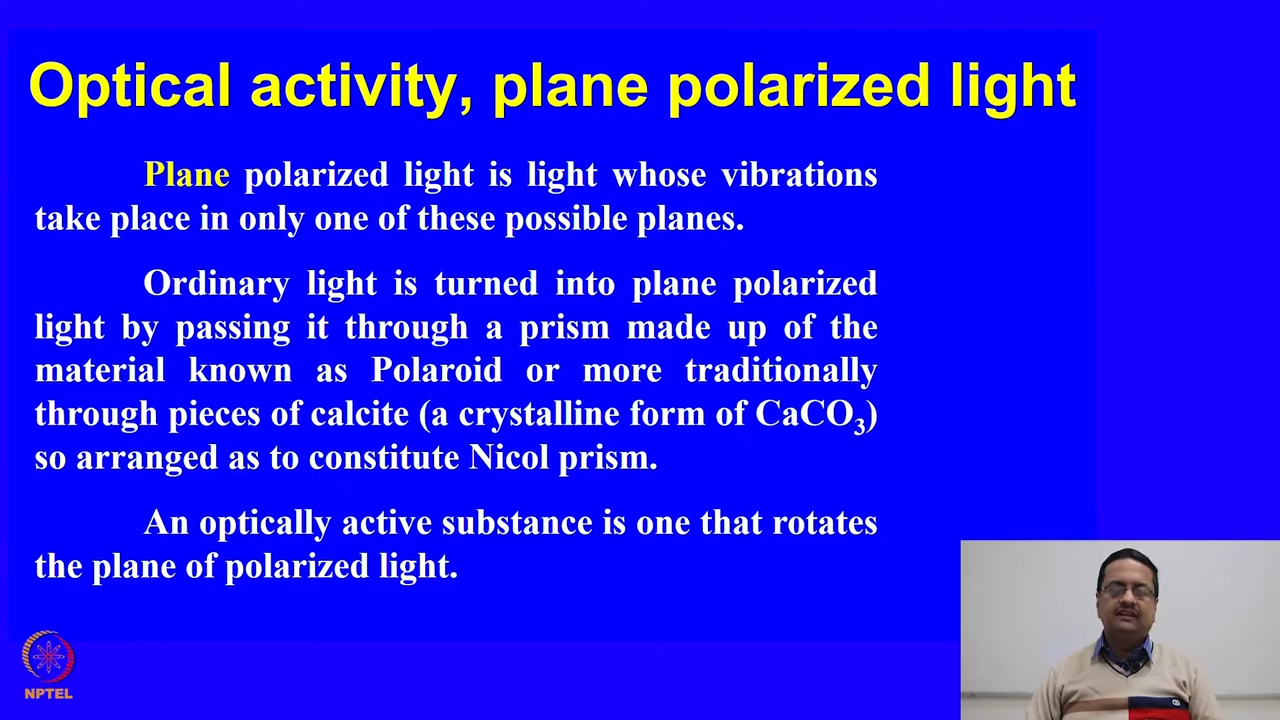 Optical activity, plane polarized light
Plane polarized light is light whose vibrations
take place in only one of these possible planes.
Ordinary light is turned into plane polarized
light by passing it through a prism made up of the
material known as Polaroid or more traditionally
through pieces of calcite (a crystalline form of CaCO₃)
so arranged as to constitute Nicol prism.
An optically active substance is one that rotates
the plane of polarized light.
NPTEL